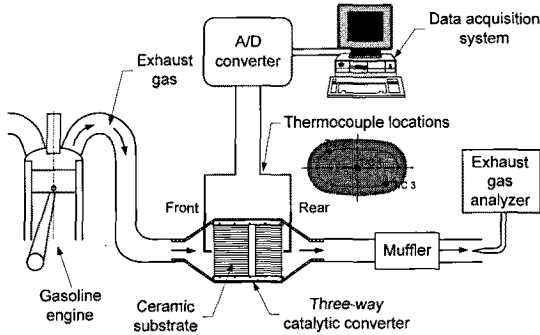 A/D
converter
Data acquisition
system
Exhaust
gas
Thermocouple locations
T.C 3
Front
Rear
Exhaust
gas
analyzer
Muffler
Gasoline
engine
Ceramic
substrate
Three-way
catalytic converter